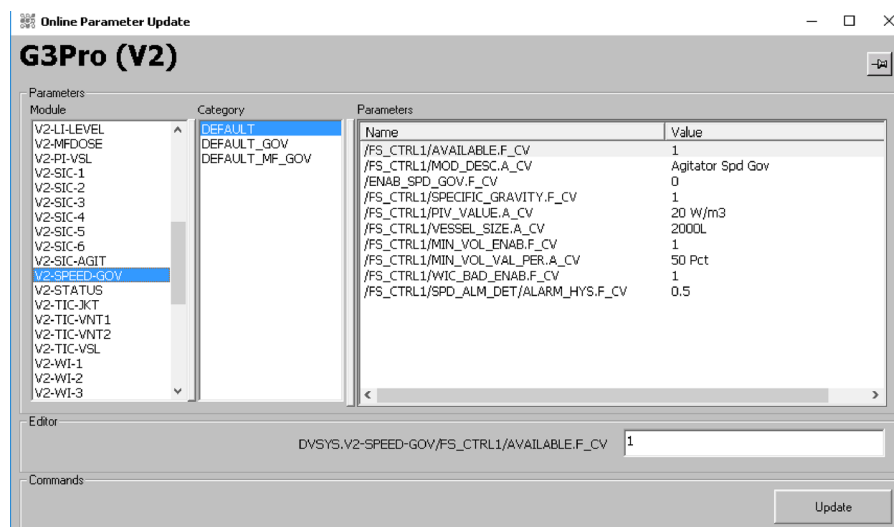 Online Parameter Update
G3Pro (V2)
Parameters
Module
V2-LI-LEVEL
V2-MFDOSE
V2-PI-VSL
V2-SIC-1
V2-SIC-2
V2-SIC-3
V2-SIC-4
V2-SIC-5
V2-SIC-6
V2-SIC-AGIT
V2-SPEED-GOV
V2-STATUS
V2-TIC-JKT
V2-TIC-VNT1
V2-TIC-VNT2
V2-TIC-VSL
V2-WI-1
V2-WI-2
V2-WI-3
Category
DEFAULT
DEFAULT_GOV
DEFAULT_MF_GOV
Parameters
Name Value
/FS_CTRL1/AVAILABLE.F_CV 1
/FS_CTRL1/MOD_DESC.A_CV Agitator Spd Gov
/ENAB_SPD_GOV.F_CV 0
/FS_CTRL1/SPECIFIC_GRAVITY.F_CV 1
/FS_CTRL1/PIV_VALUE.A_CV 20 W/m3
/FS_CTRL1/VESSEL_SIZE.A_CV 2000L
/FS_CTRL1/MIN_VOL_ENAB.F_CV 1
/FS_CTRL1/MIN_VOL_VAL_PER.A_CV 50 Pct
/FS_CTRL1/WIC_BAD_ENAB.F_CV 1
/FS_CTRL1/SPD_ALM_DET/ALARM_HYS.F_CV 0.5
Editor
DVSYS.V2-SPEED-GOV/FS_CTRL1/AVAILABLE.F_CV 1
Commands
Update